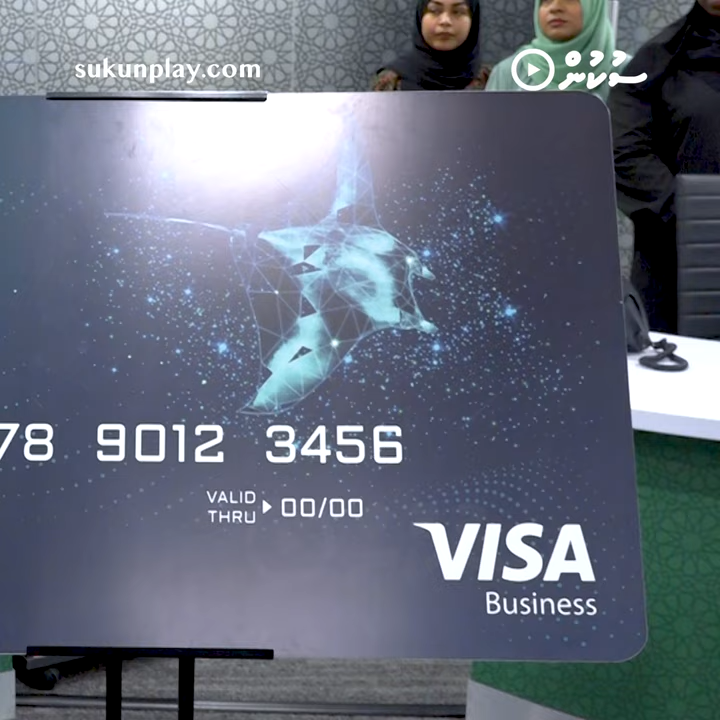 sukunplay.com
ސުކުން
78 9012 3456
VALID
THRU
00/00
VISA
Business